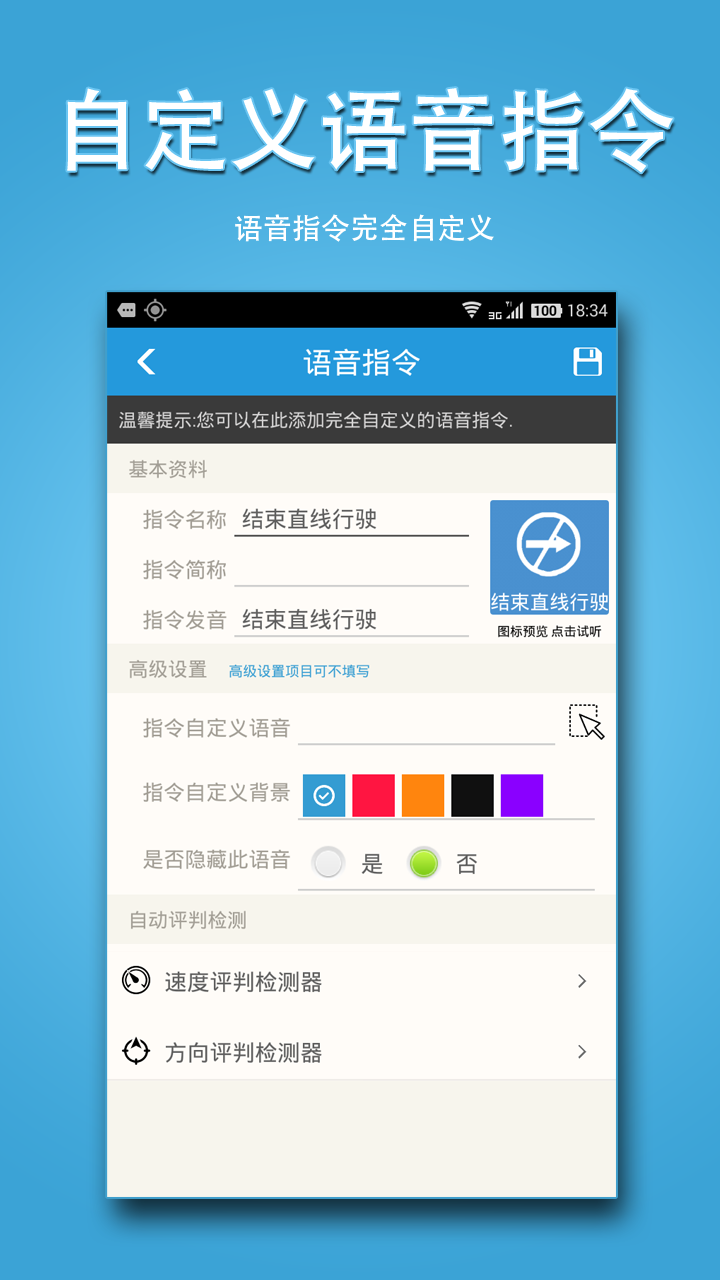 自定义语音指令
语音指令完全自定义
3G 100 18:34
语音指令
温馨提示:您可以在此添加完全自定义的语音指令.
基本资料
指令名称 结束直线行驶
指令简称
指令发音 结束直线行驶
结束直线行驶
图标预览 点击试听
高级设置 高级设置项目可不填写
指令自定义语音
指令自定义背景
是否隐藏此语音 是 否
自动评判检测
速度评判检测器
方向评判检测器